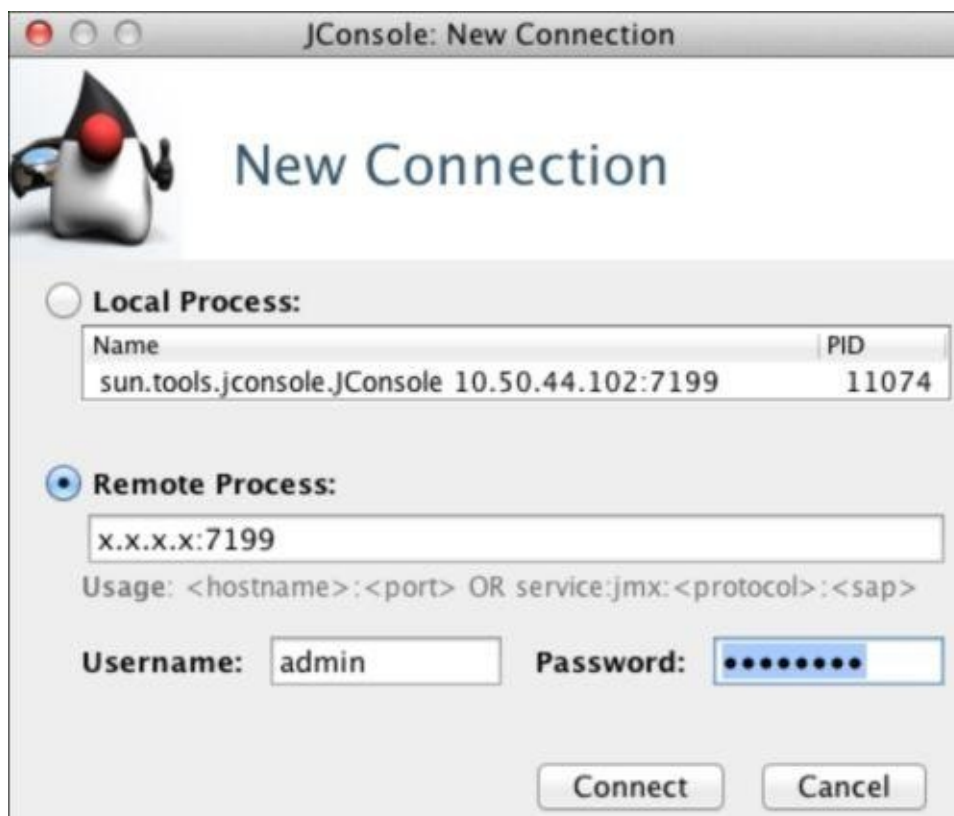 JConsole: New Connection
New Connection
Local Process:
Name PID
sun.tools.jconsole.JConsole 10.50.44.102:7199 11074
Remote Process:
x.x.x.x:7199
Usage: <hostname>:<port> OR service:jmx:<protocol>:<sap>
Username: admin Password: ••••••••
Connect Cancel